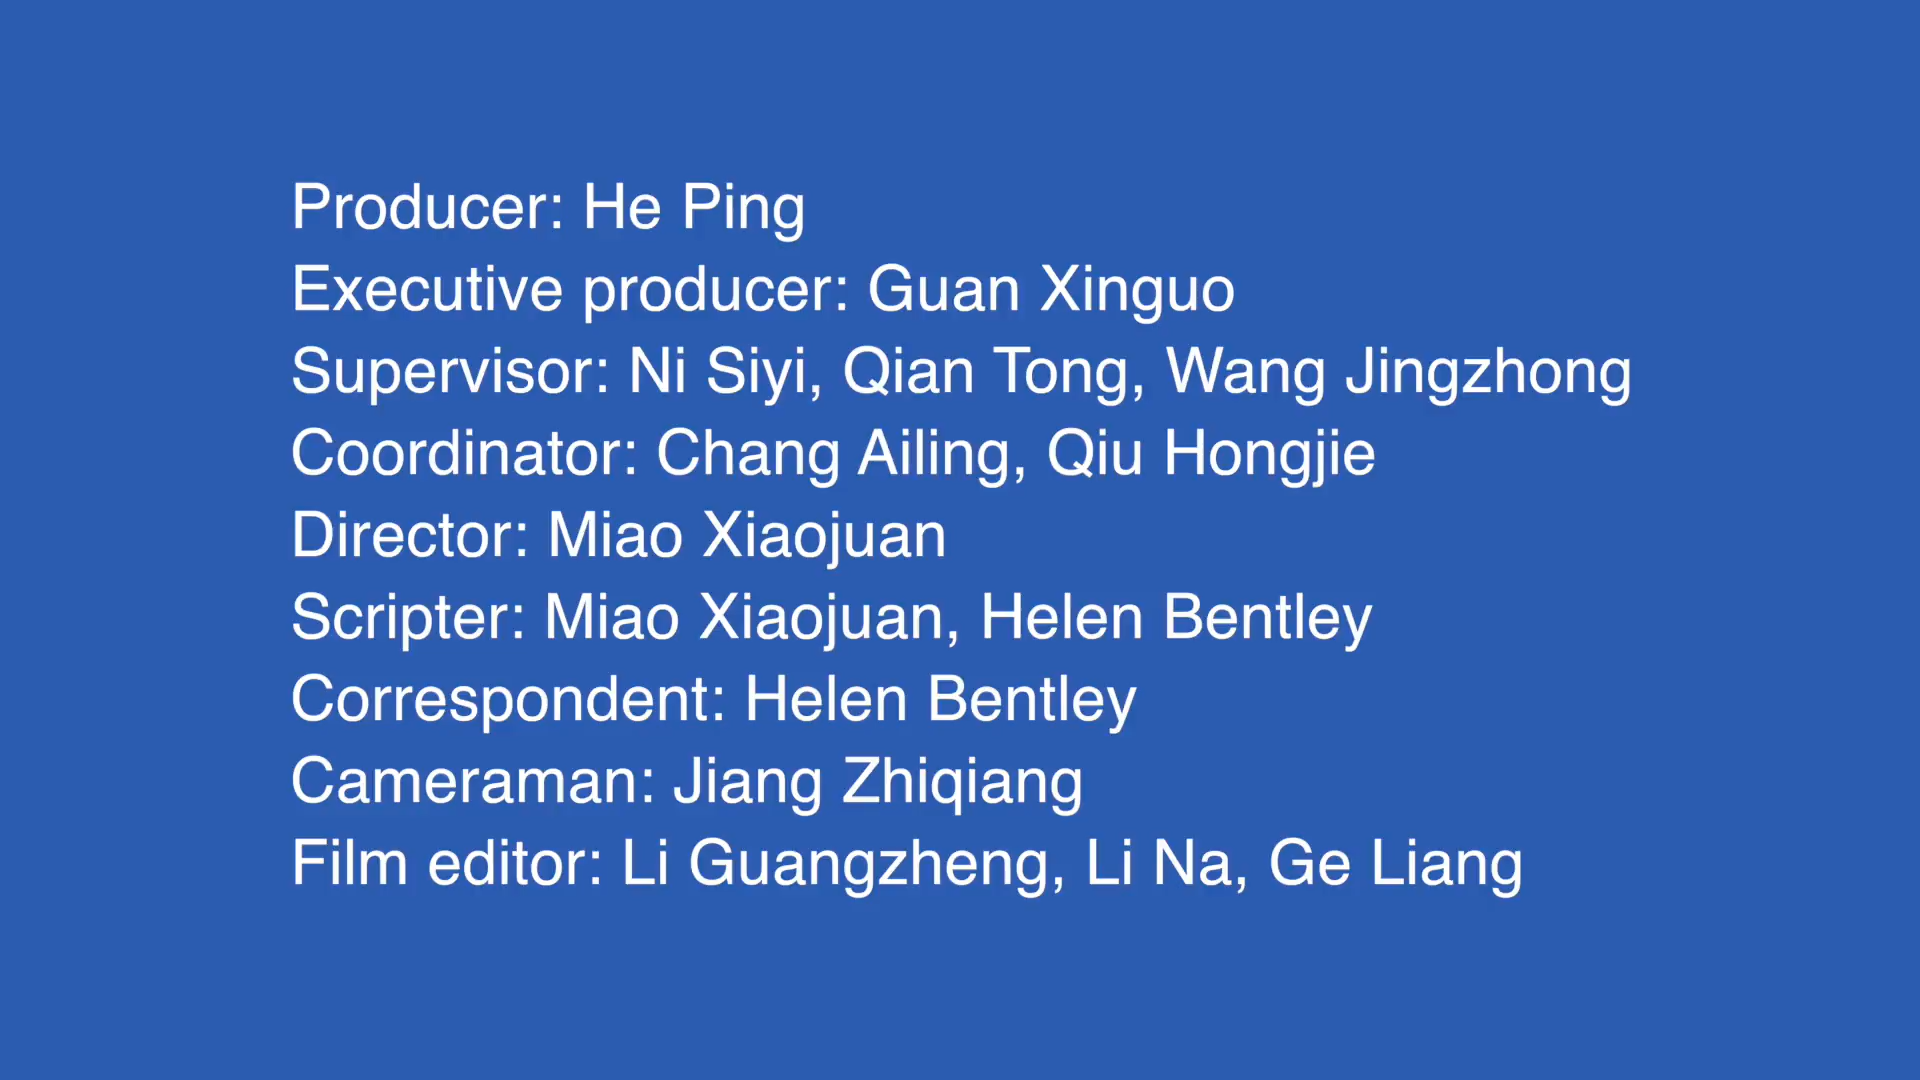 Producer: He Ping
Executive producer: Guan Xinguo
Supervisor: Ni Siyi, Qian Tong, Wang Jingzhong
Coordinator: Chang Ailing, Qiu Hongjie
Director: Miao Xiaojuan
Scripter: Miao Xiaojuan, Helen Bentley
Correspondent: Helen Bentley
Cameraman: Jiang Zhiqiang
Film editor: Li Guangzheng, Li Na, Ge Liang